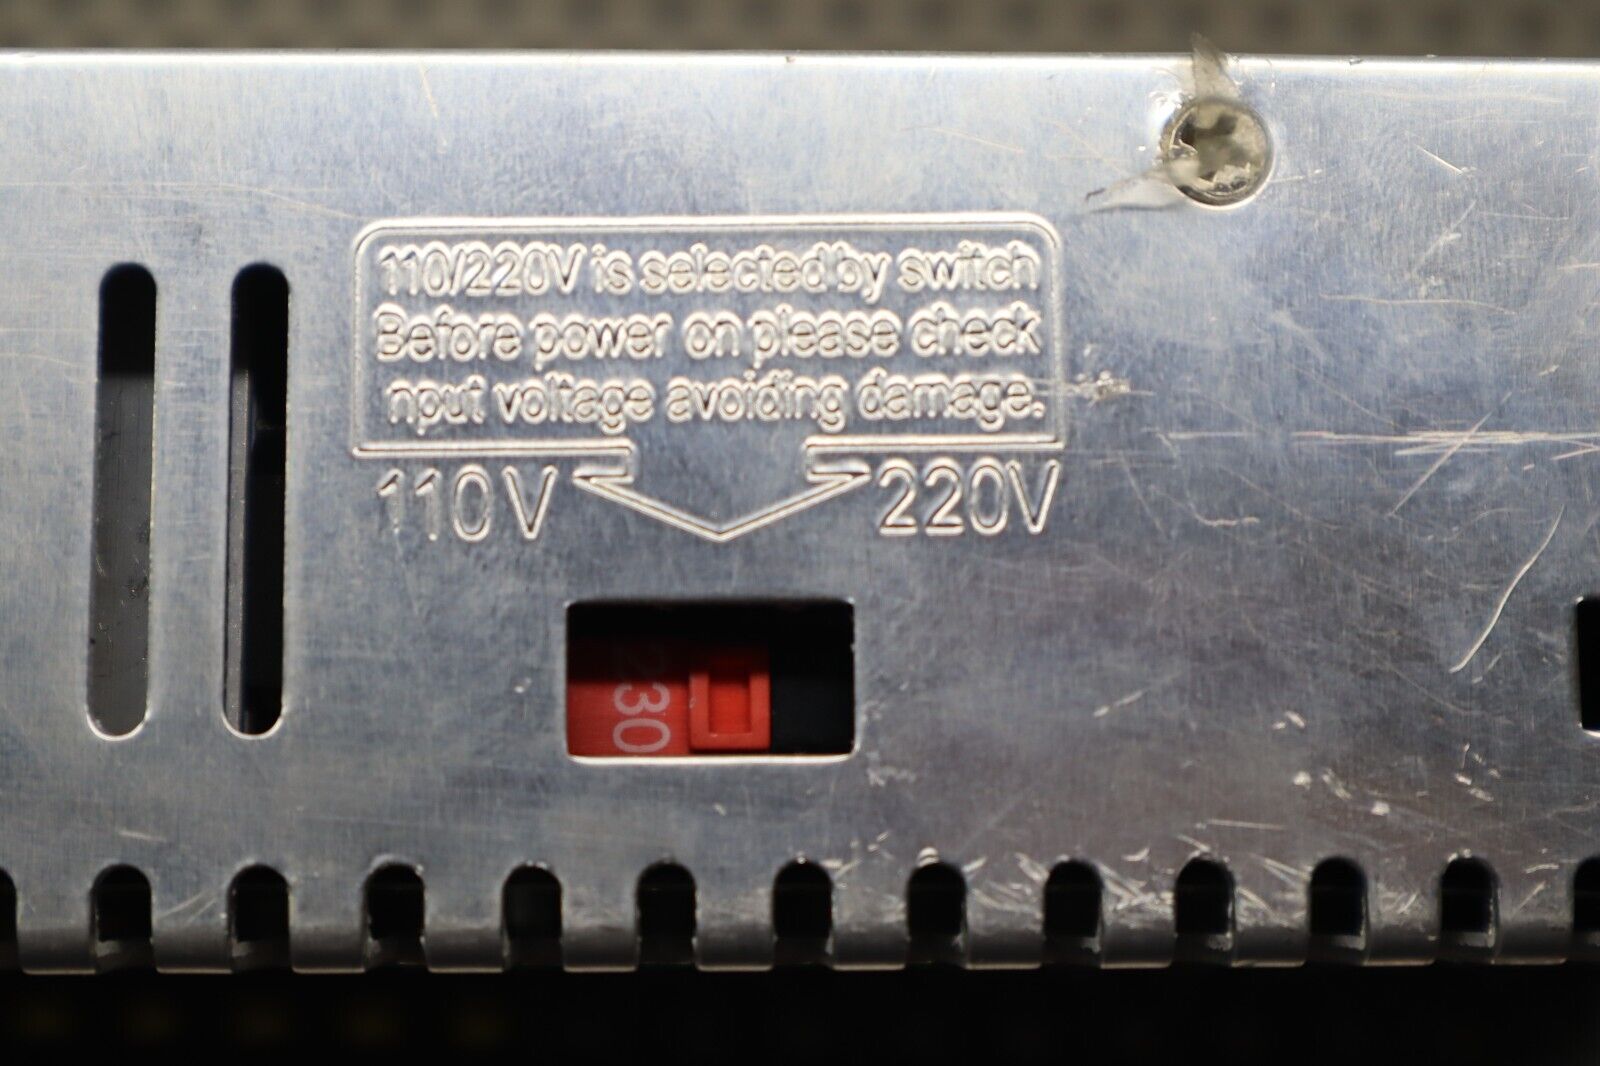 110/220V is selected by switch
Before power on please check
nput voltage avoiding damage.
110V 220V
230